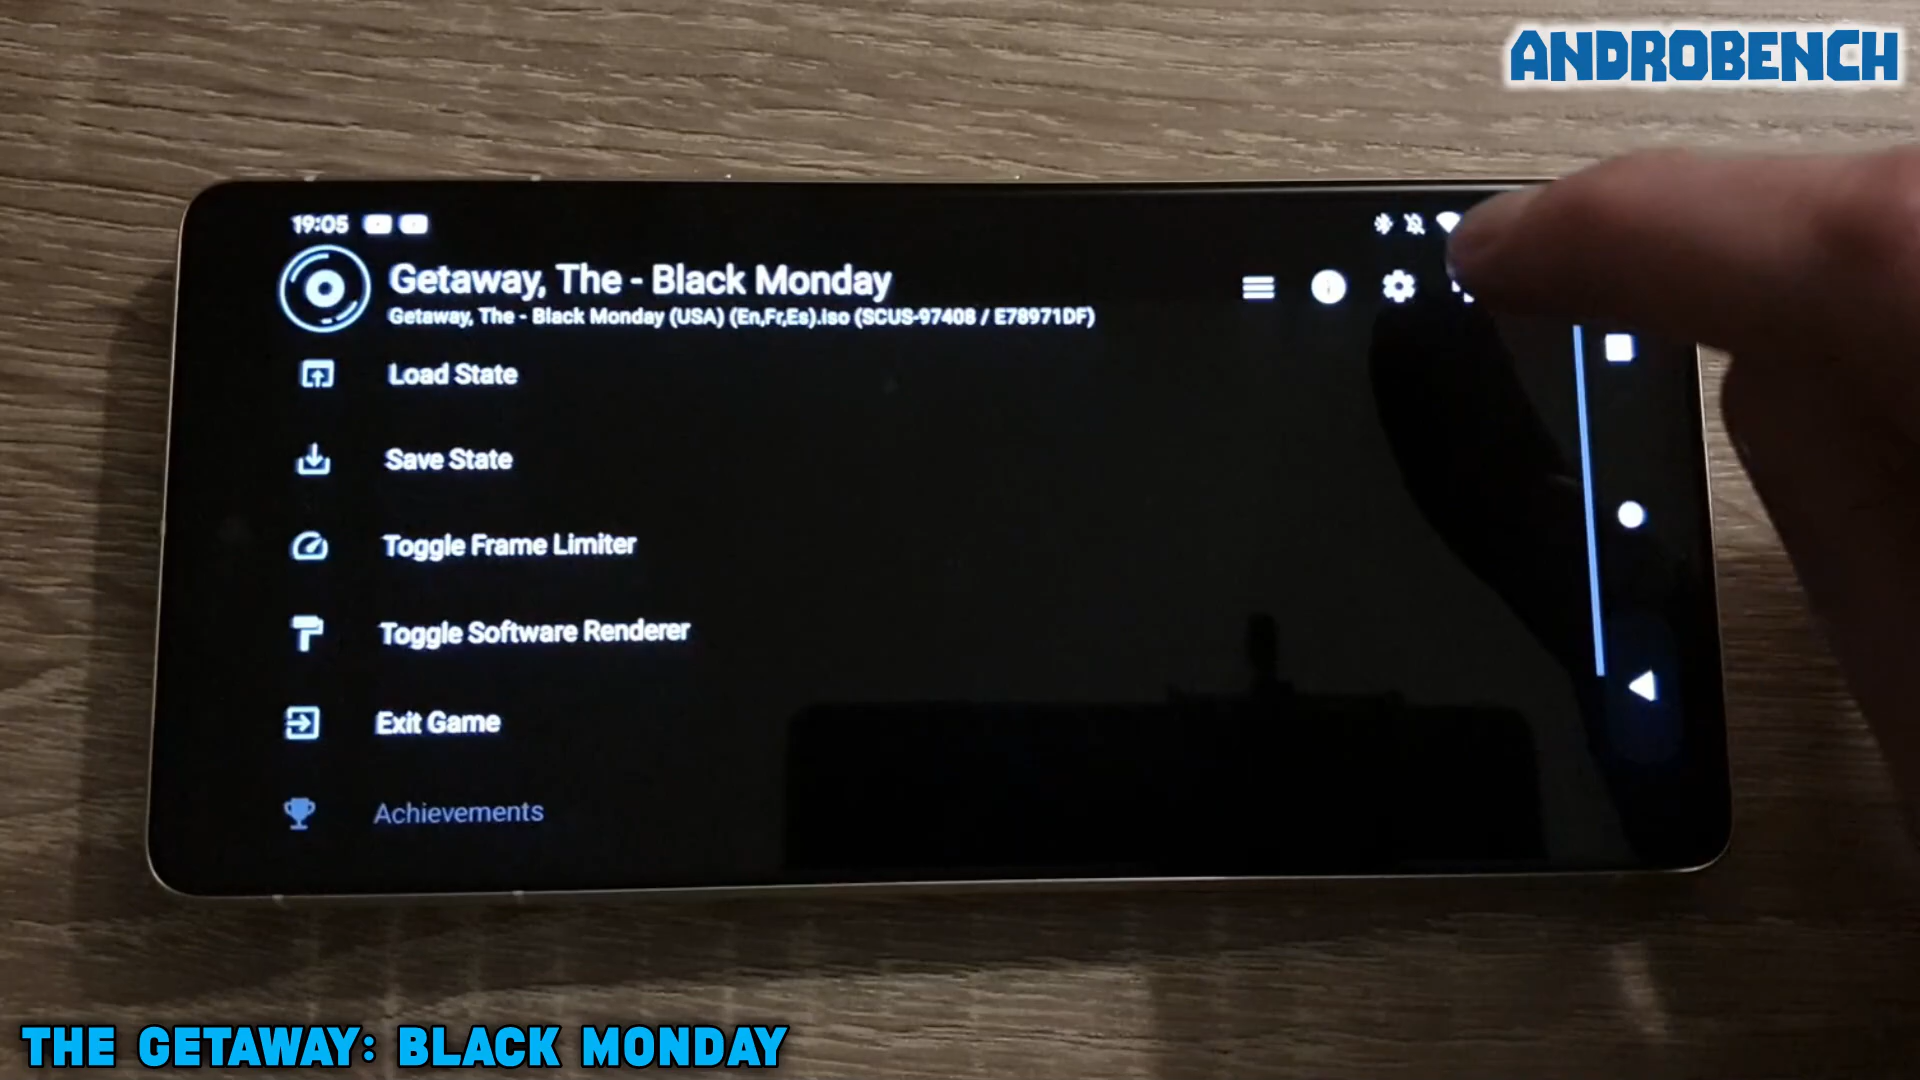 ANDROBENCH
19:05
Getaway, The - Black Monday
Getaway, The - Black Monday (USA) (En,Fr,Es).iso (SCUS-97408 / E78971DF)
Load State
Save State
Toggle Frame Limiter
Toggle Software Renderer
Exit Game
Achievements
THE GETAWAY: BLACK MONDAY